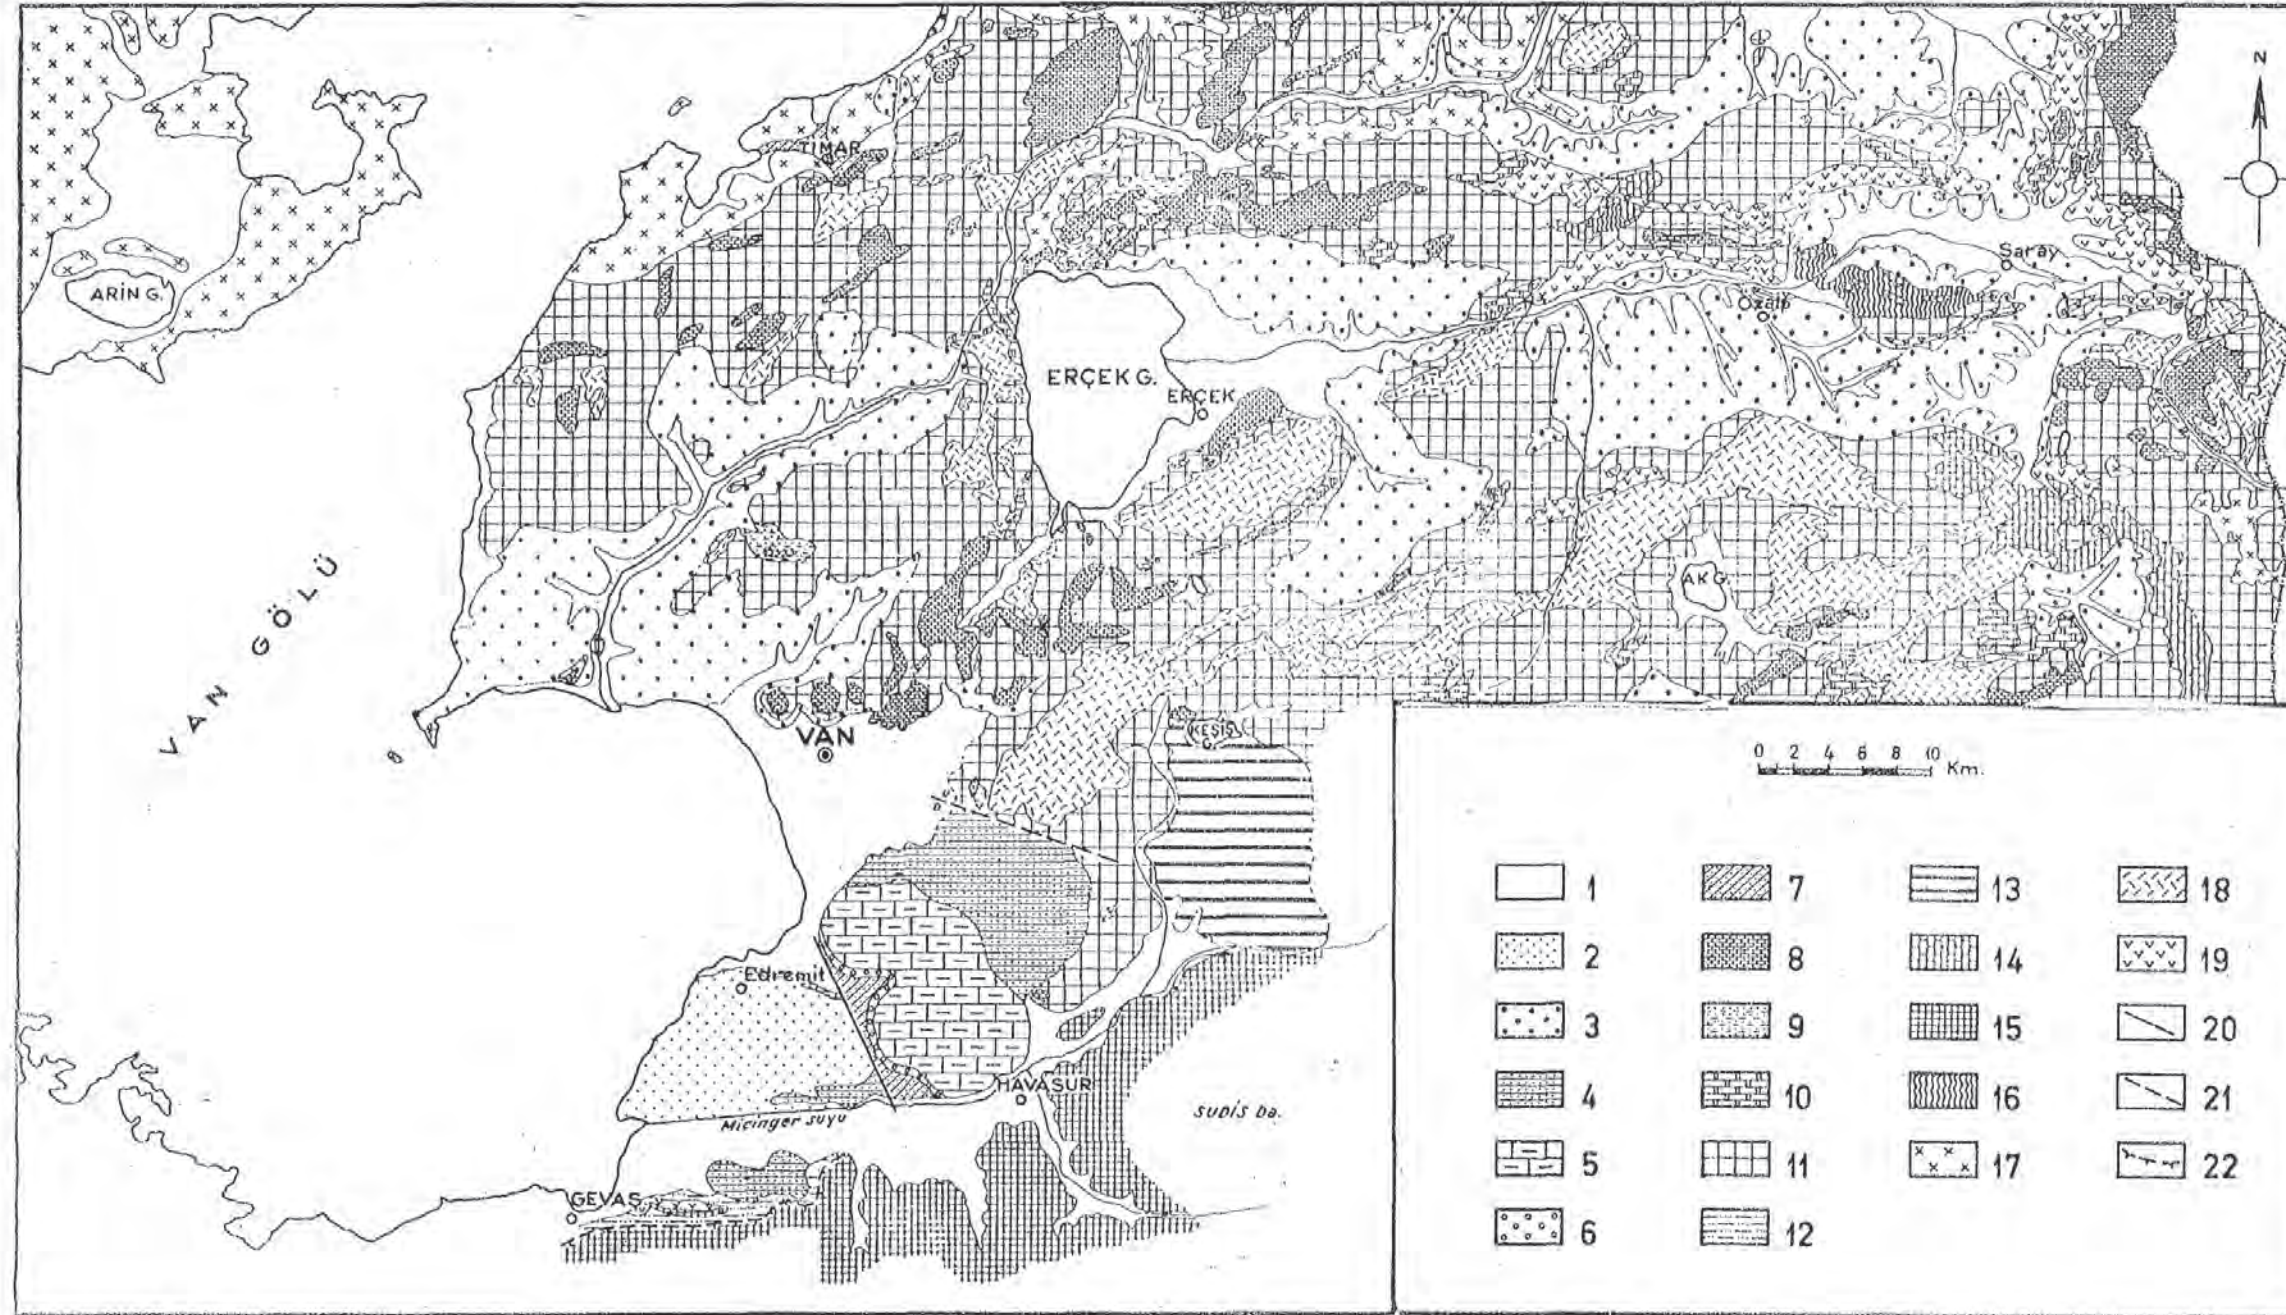 N
TIMAR
ARİN G.
Saray
Özalp
ERÇEK G.
ERÇEK
VAN GÖLÜ
AK G.
VAN
KEŞİŞ G.
0 2 4 6 8 10 Km.
Edremit
HAVASUR
Micinger suyu
SUBİS Da.
GEVAŞ
1 7 13 18
2 8 14 19
3 9 15 20
4 10 16 21
5 11 17 22
6 12